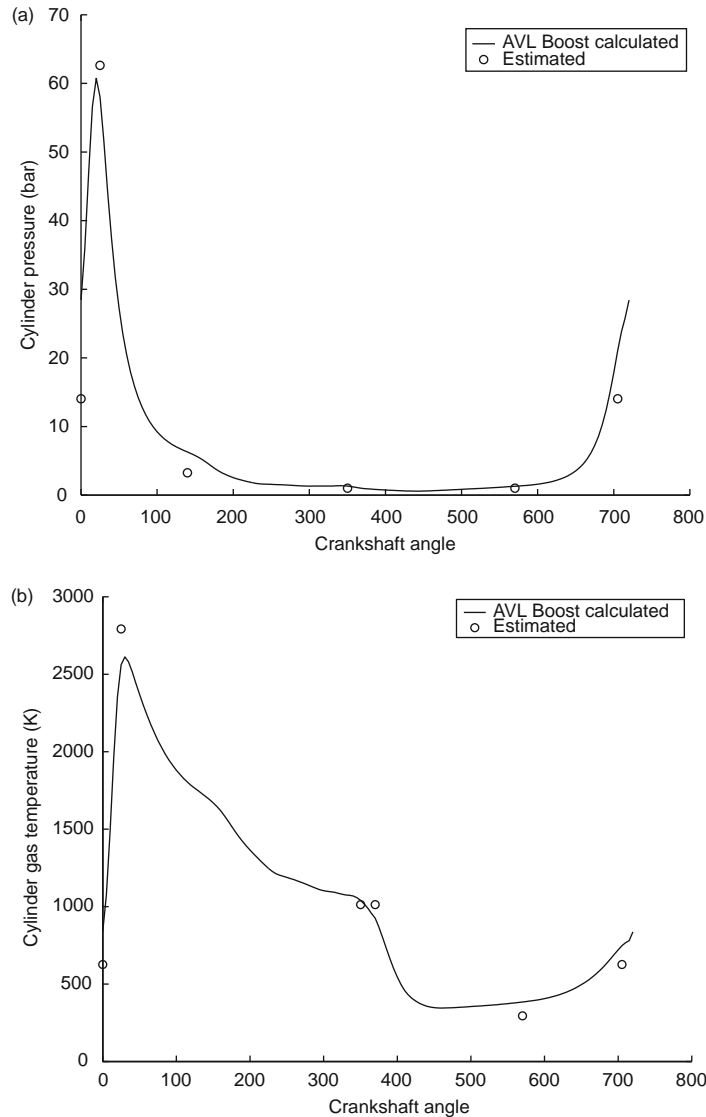 (a)
70
60
50
40
30
20
10
0
Cylinder pressure (bar)
AVL Boost calculated
Estimated
0 100 200 300 400 500 600 700 800
Crankshaft angle
(b)
3000
2500
2000
1500
1000
500
0
Cylinder gas temperature (K)
AVL Boost calculated
Estimated
0 100 200 300 400 500 600 700 800
Crankshaft angle